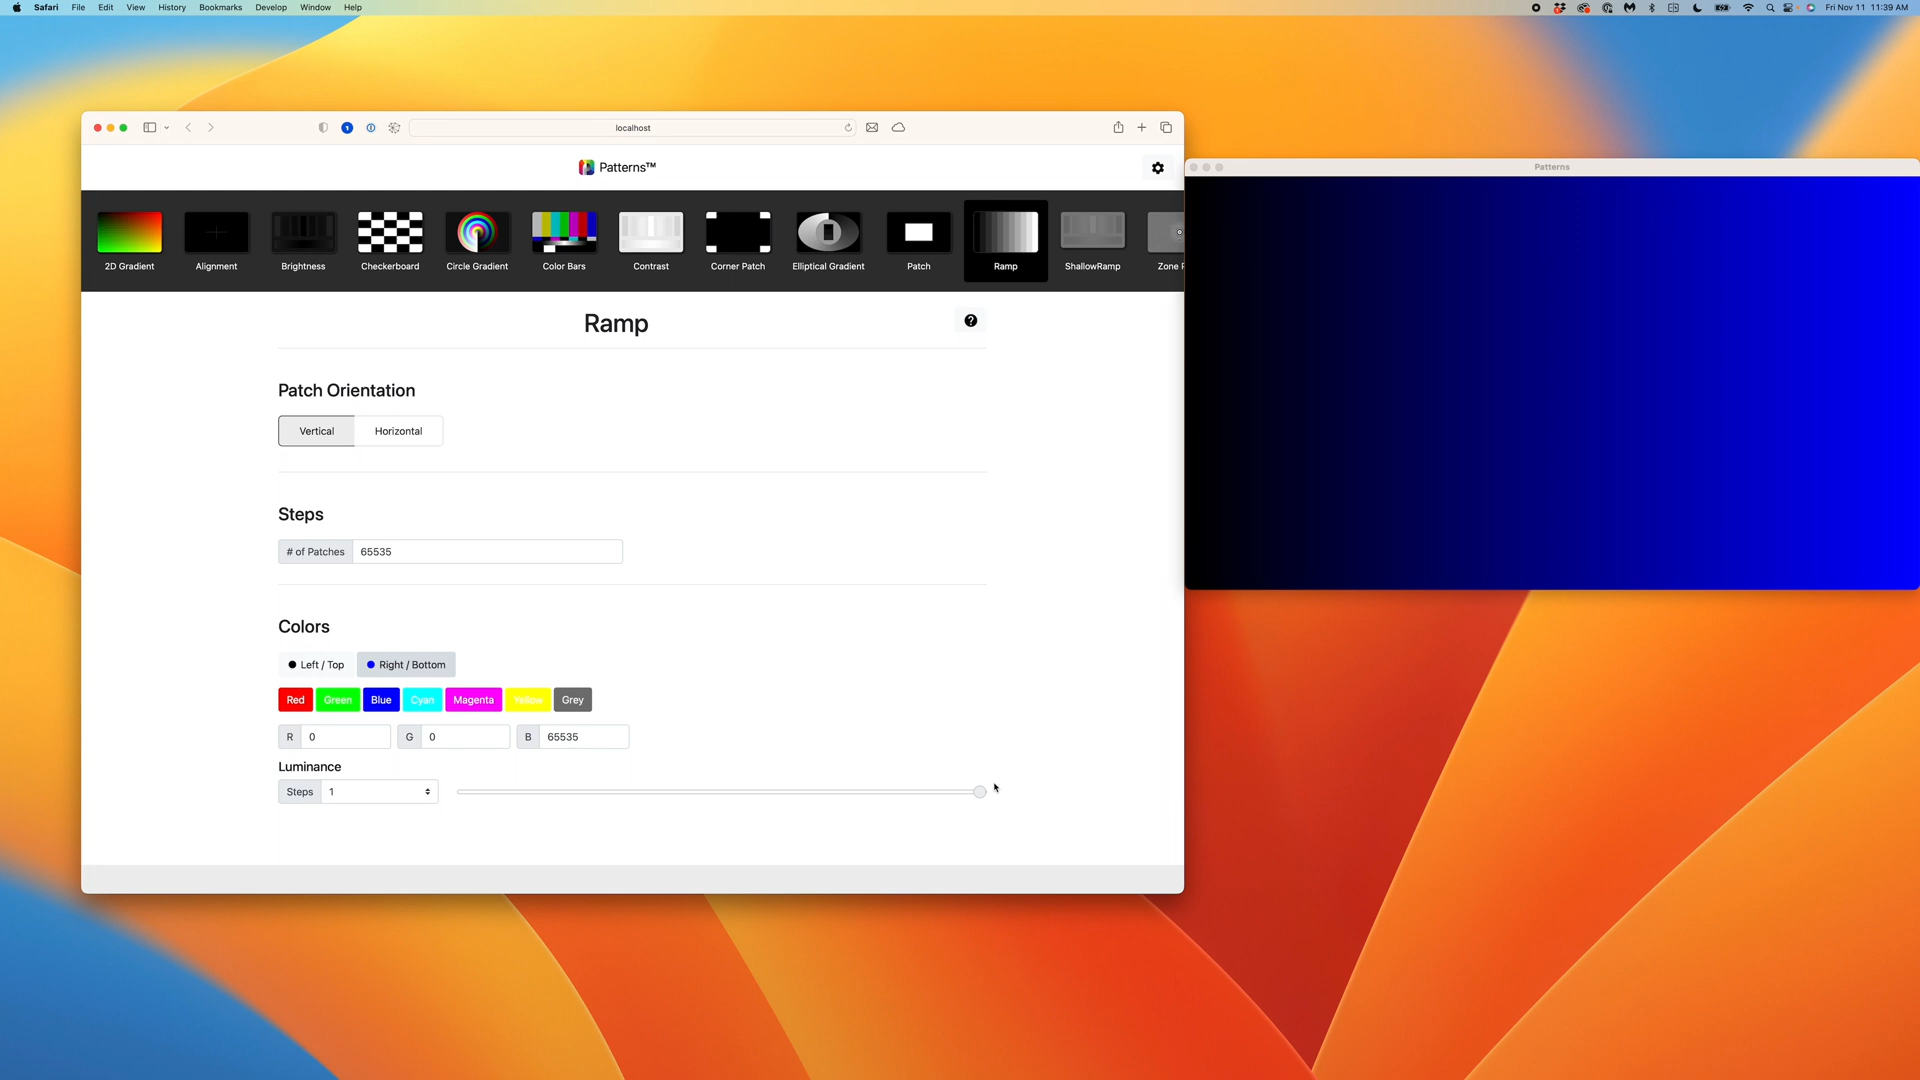 Safari File Edit View History Bookmarks Develop Window Help Fri Nov 11 11:39 AM
localhost
Patterns™
Patterns
2D Gradient Alignment Brightness Checkerboard Circle Gradient Color Bars Contrast Corner Patch Elliptical Gradient Patch Ramp ShallowRamp Zone
Ramp
Patch Orientation
Vertical Horizontal
Steps
# of Patches 65535
Colors
Left / Top Right / Bottom
Red Green Blue Cyan Magenta Yellow Grey
R 0 G 0 B 65535
Luminance
Steps 1